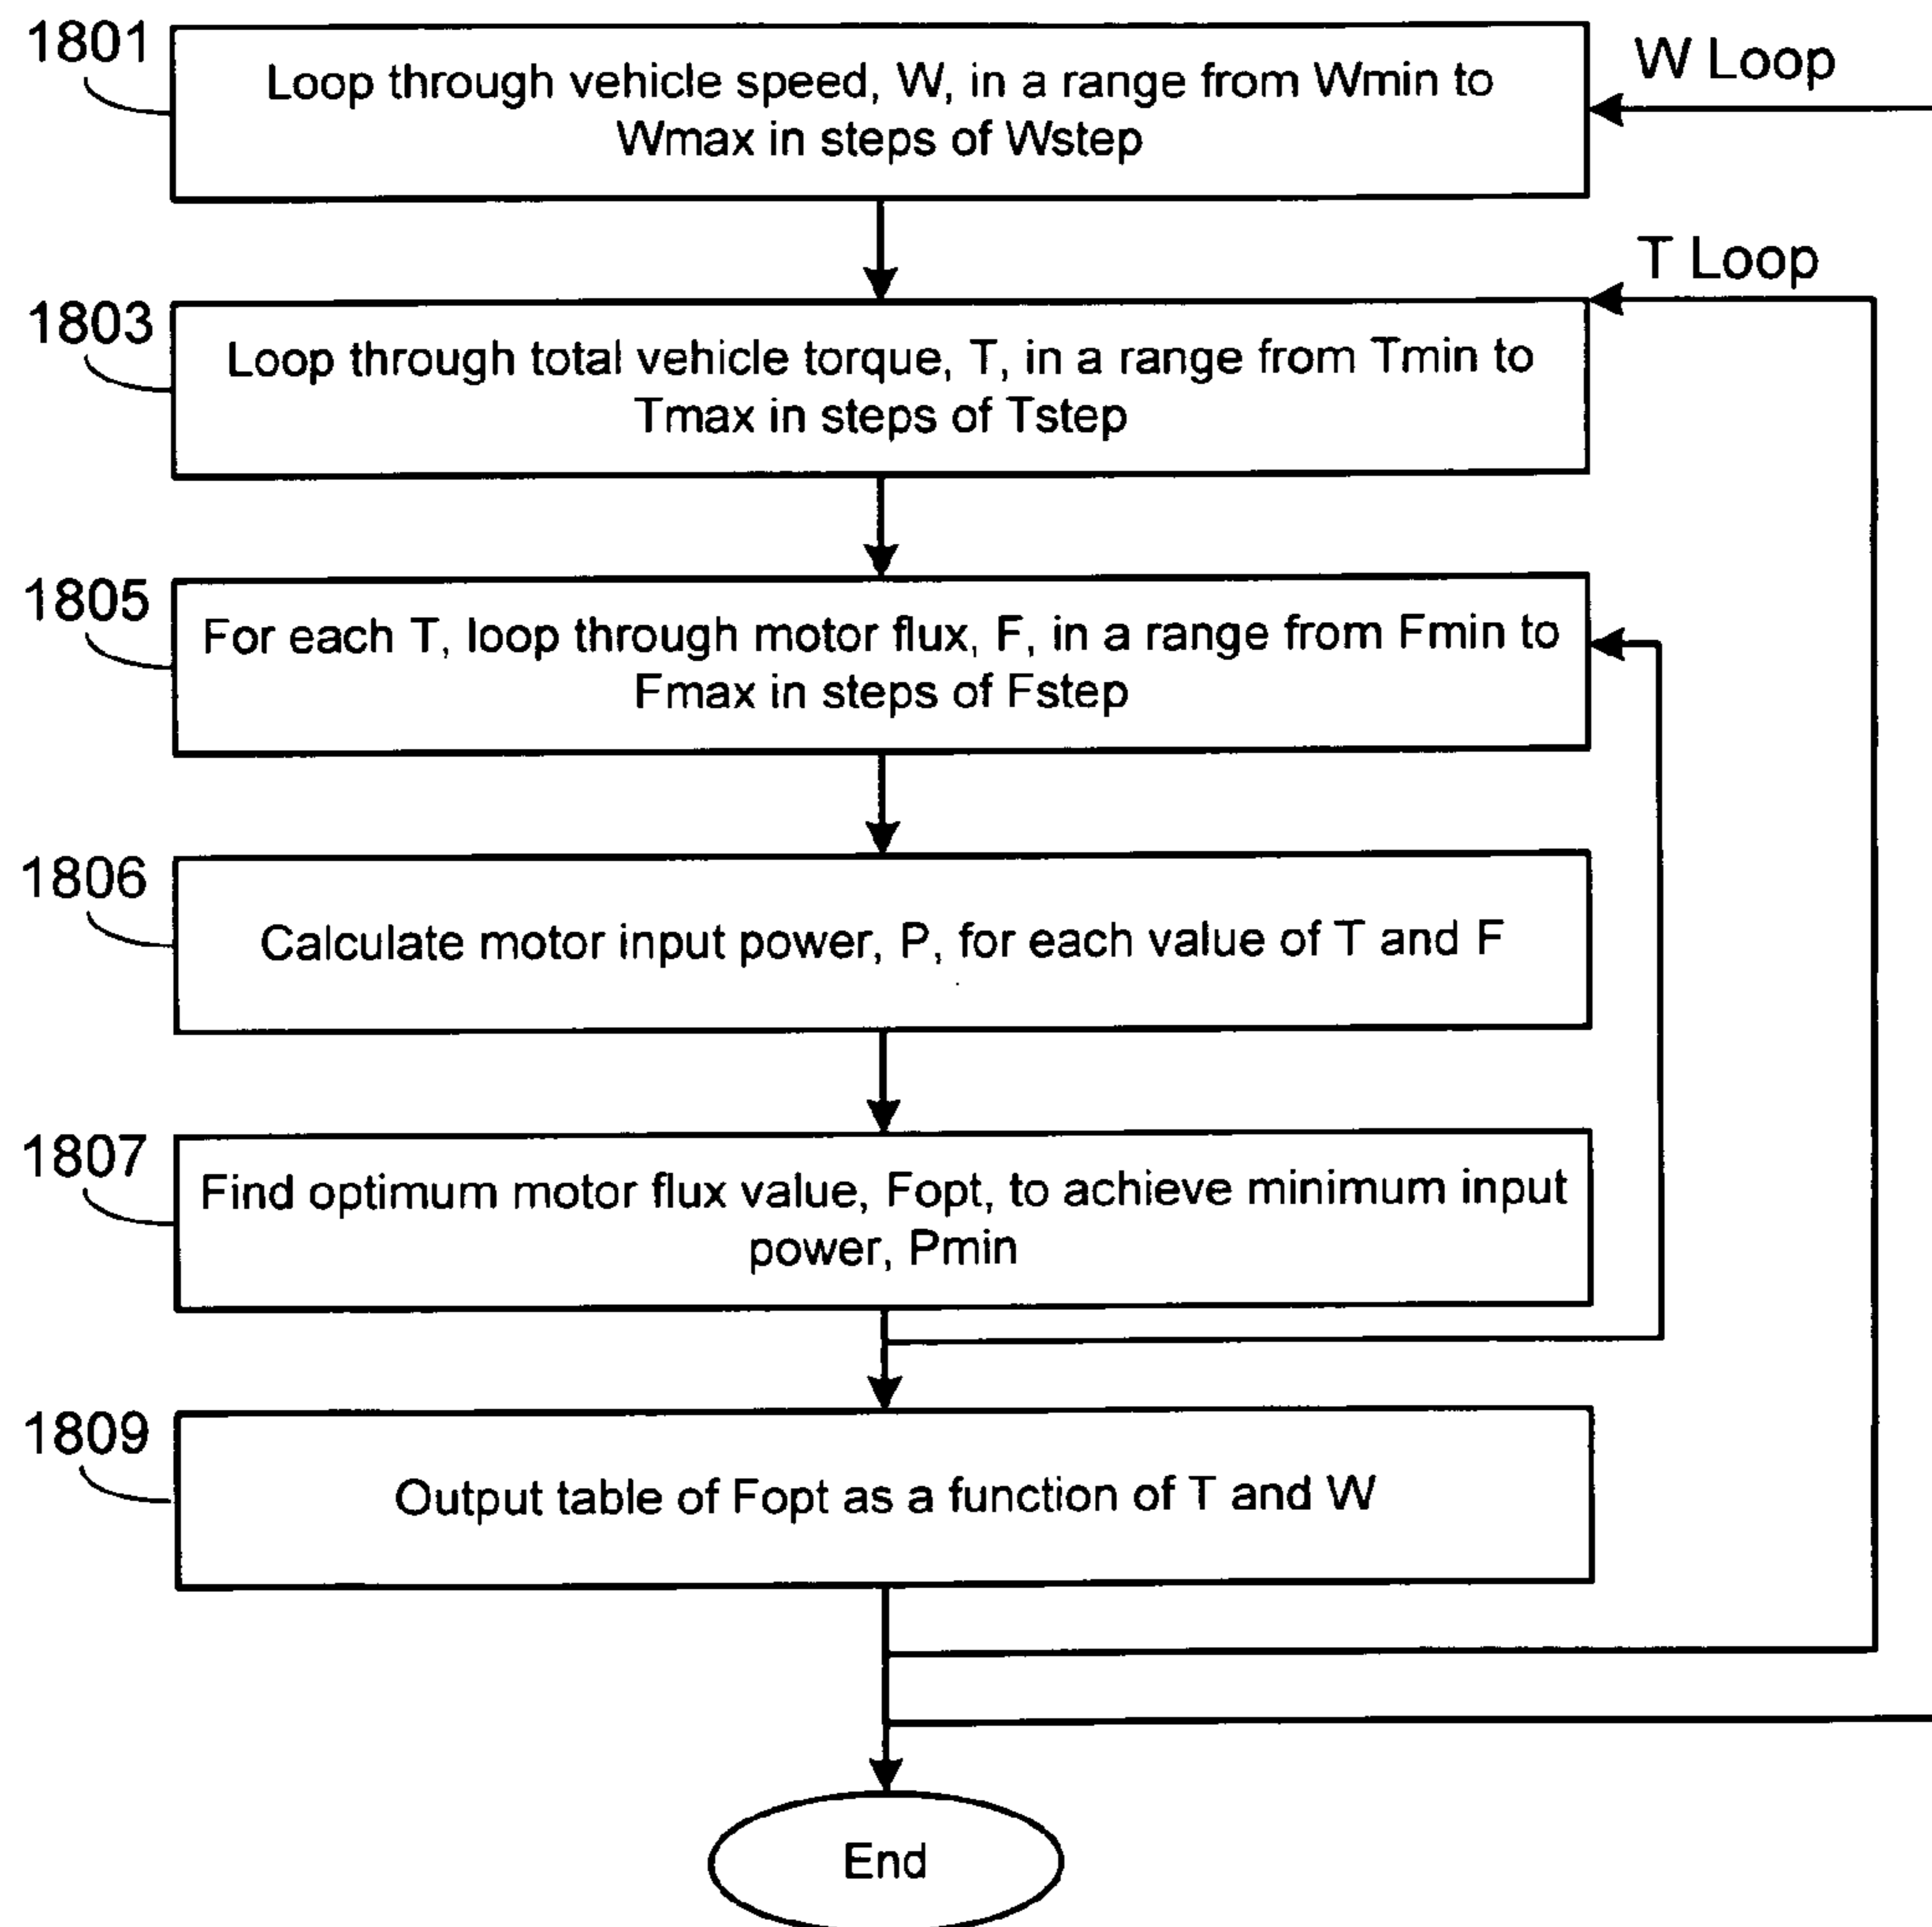 1801
Loop through vehicle speed, W, in a range from Wmin to
Wmax in steps of Wstep
W Loop
T Loop
1803
Loop through total vehicle torque, T, in a range from Tmin to
Tmax in steps of Tstep
1805
For each T, loop through motor flux, F, in a range from Fmin to
Fmax in steps of Fstep
1806
Calculate motor input power, P, for each value of T and F
1807
Find optimum motor flux value, Fopt, to achieve minimum input
power, Pmin
1809
Output table of Fopt as a function of T and W
End